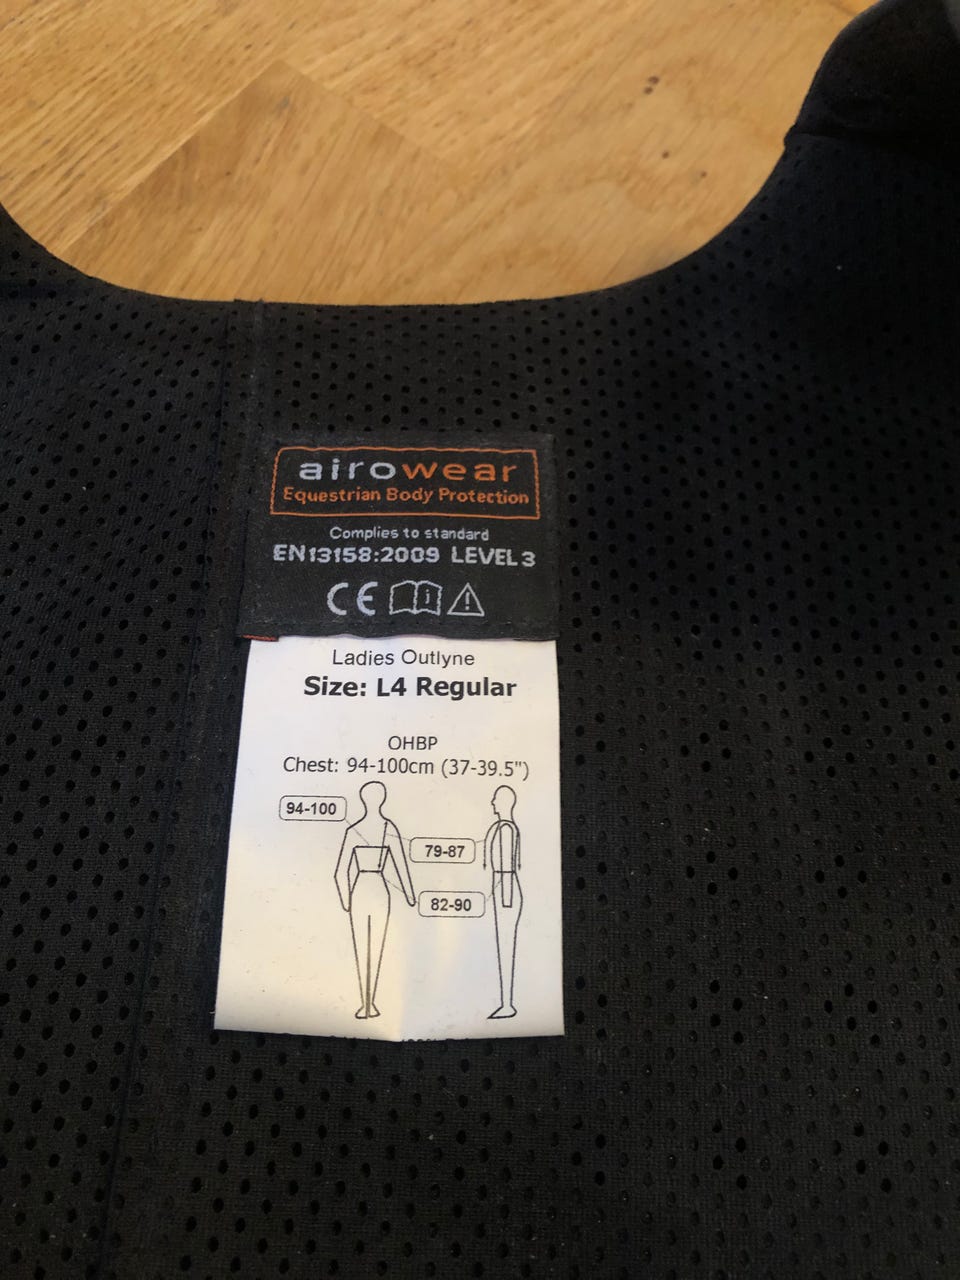 airowear
Equestrian Body Protection
Complies to standard
EN13158:2009 LEVEL 3
CE
Ladies Outlyne
Size: L4 Regular
OHBP
Chest: 94-100cm (37-39.5")
94-100
79-87
82-90